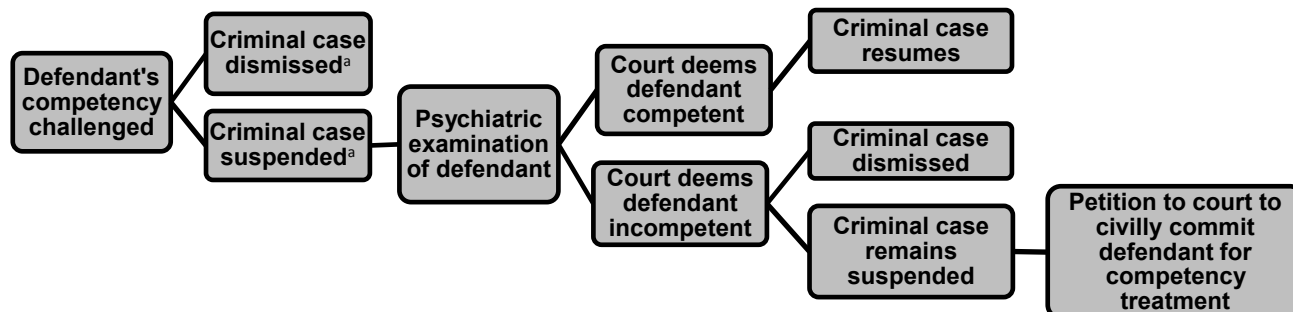 Defendant's
competency
challenged
Criminal case
dismissedᵃ
Criminal case
suspendedᵃ
Psychiatric
examination
of defendant
Court deems
defendant
competent
Court deems
defendant
incompetent
Criminal case
resumes
Criminal case
dismissed
Criminal case
remains
suspended
Petition to court to
civilly commit
defendant for
competency
treatment